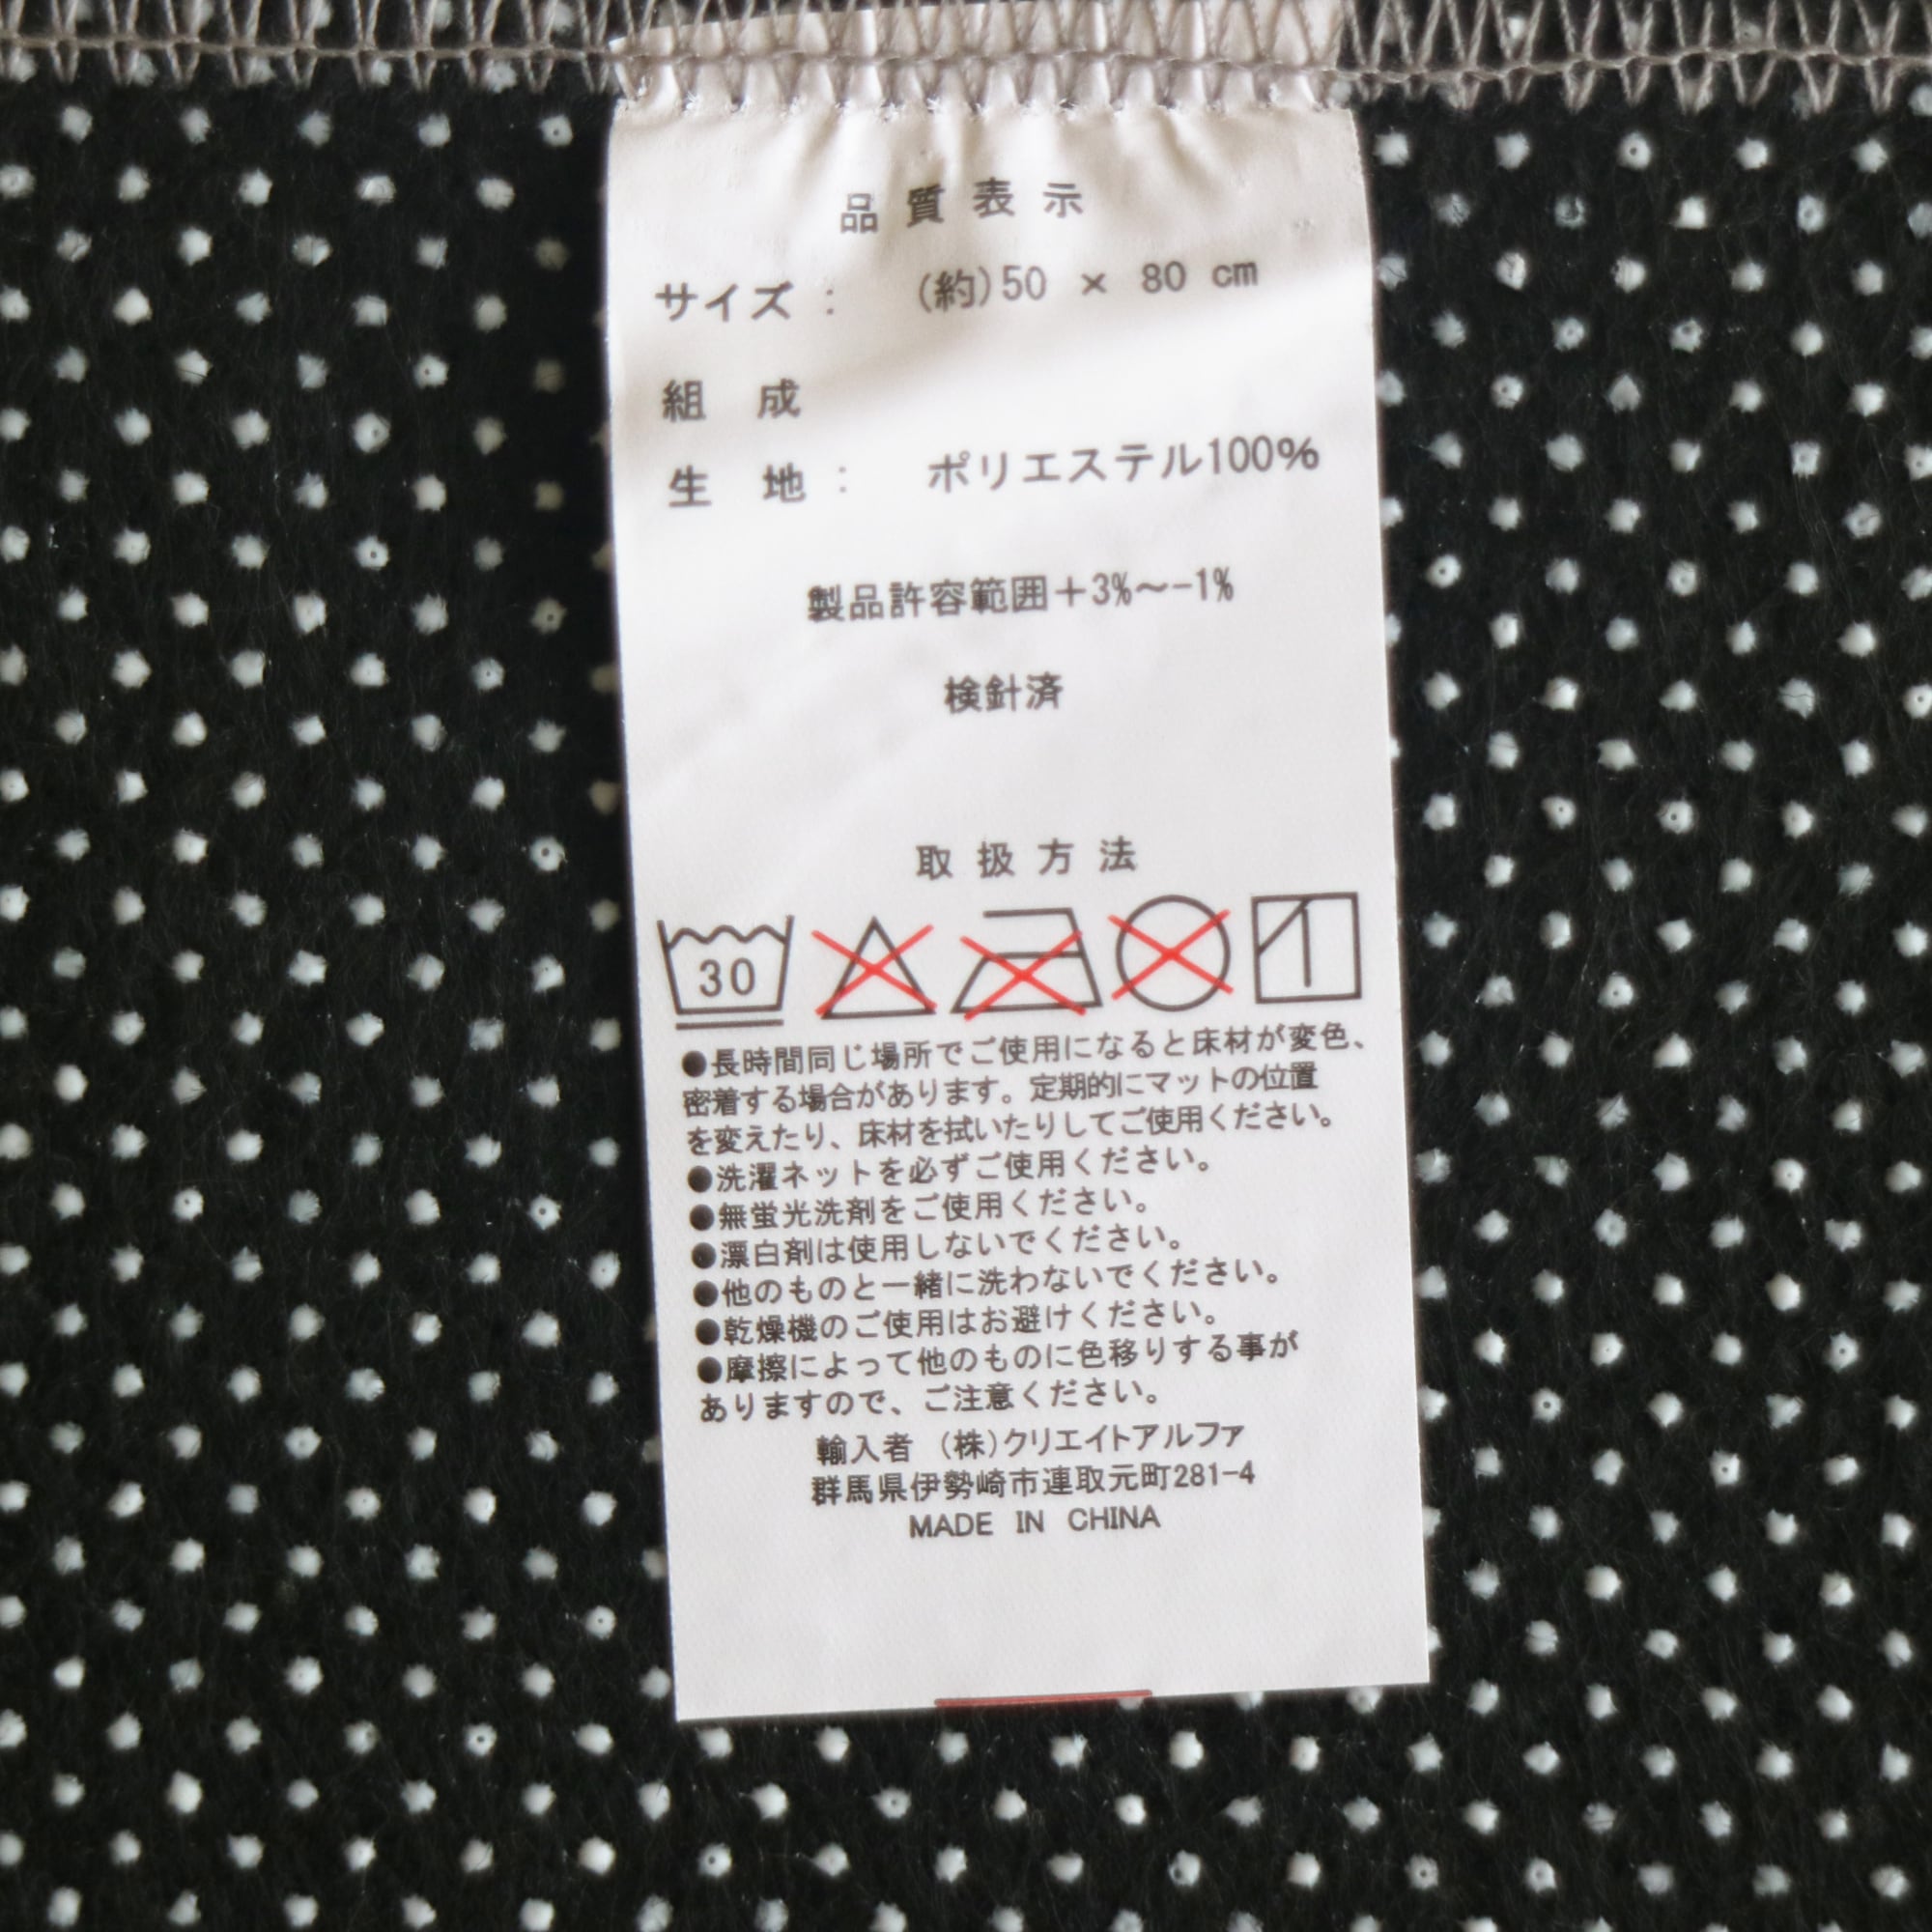 品質表示
サイズ： (約)50 × 80 cm
組 成
生 地： ポリエステル100%
製品許容範囲＋3%～−1%
検針済
取扱方法
30
●長時間同じ場所でご使用になると床材が変色、
密着する場合があります。定期的にマットの位置
を変えたり、床材を拭いたりしてご使用ください。
●洗濯ネットを必ずご使用ください。
●無蛍光洗剤をご使用ください。
●漂白剤は使用しないでください。
●他のものと一緒に洗わないでください。
●乾燥機のご使用はお避けください。
●摩擦によって他のものに色移りする事が
ありますので、ご注意ください。
輸入者 (株)クリエイトアルファ
群馬県伊勢崎市連取元町281-4
MADE IN CHINA